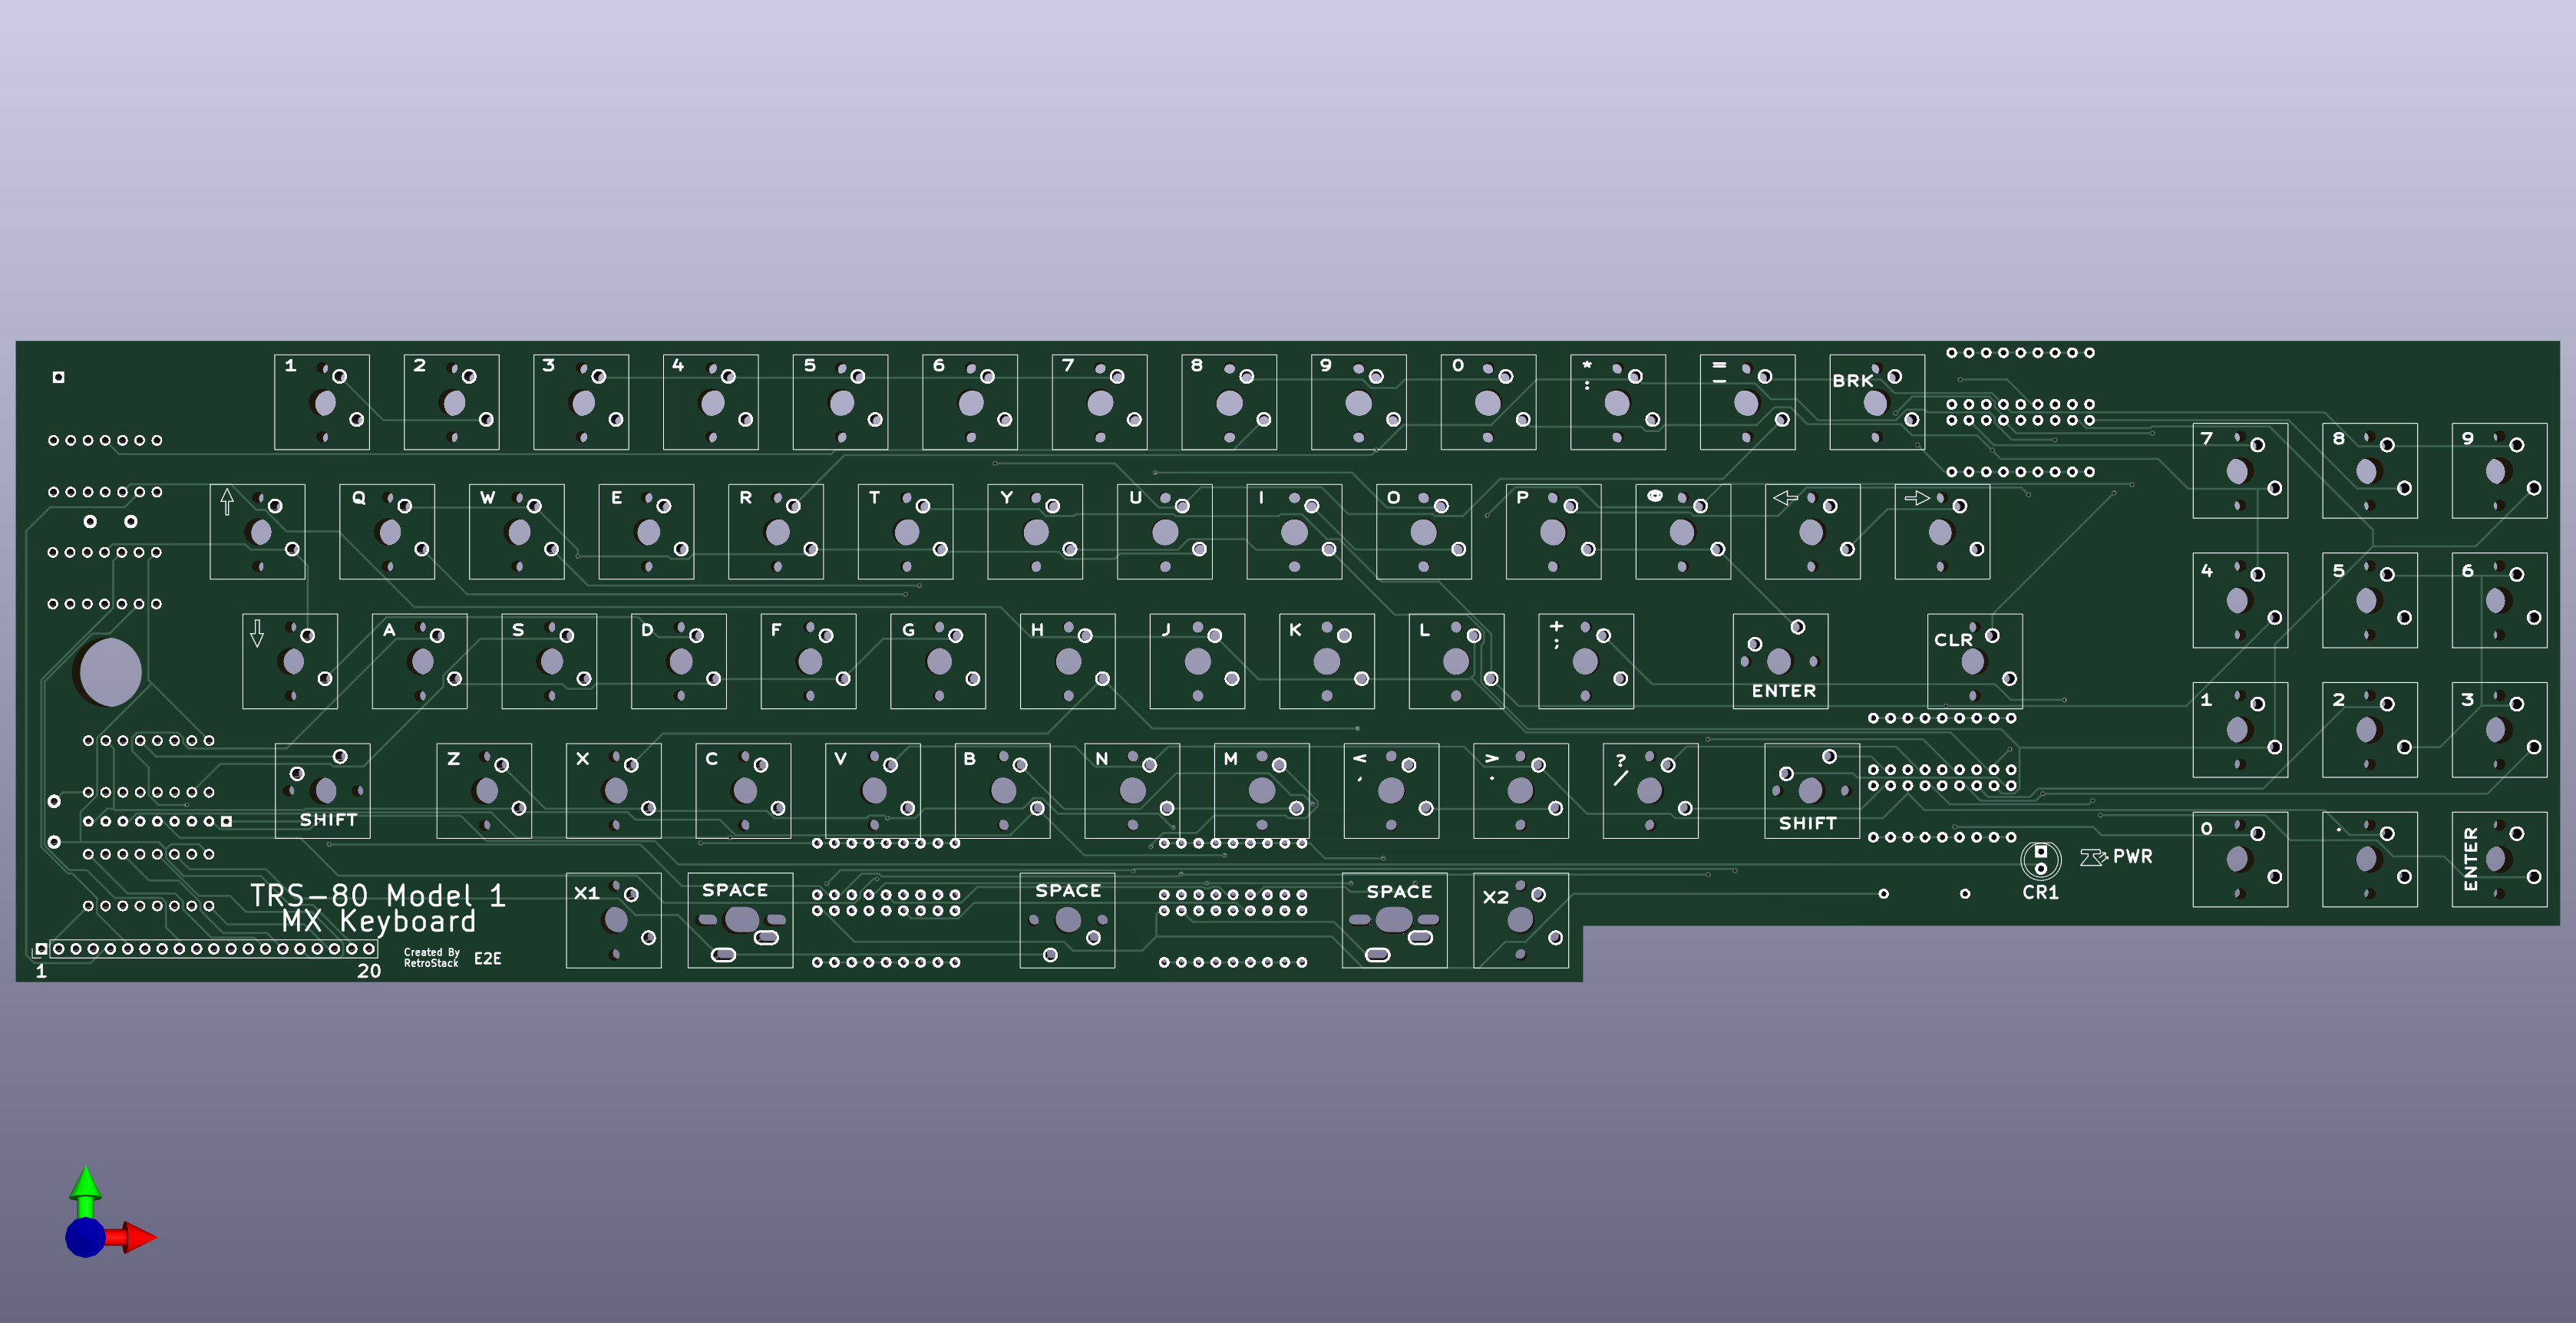 1 2 3 4 5 6 7 8 9 0 * = BRK
: -
7 8 9
↑ Q W E R T Y U I O P @ ← →
4 5 6
↓ A S D F G H J K L + CLR
;
ENTER
1 2 3
Z X C V B N M < > ? 
, . /
SHIFT SHIFT
0 . ENTER
PWR
CR1
X1 SPACE SPACE SPACE X2
TRS-80 Model 1
MX Keyboard
Created By
RetroStack
E2E
1 20